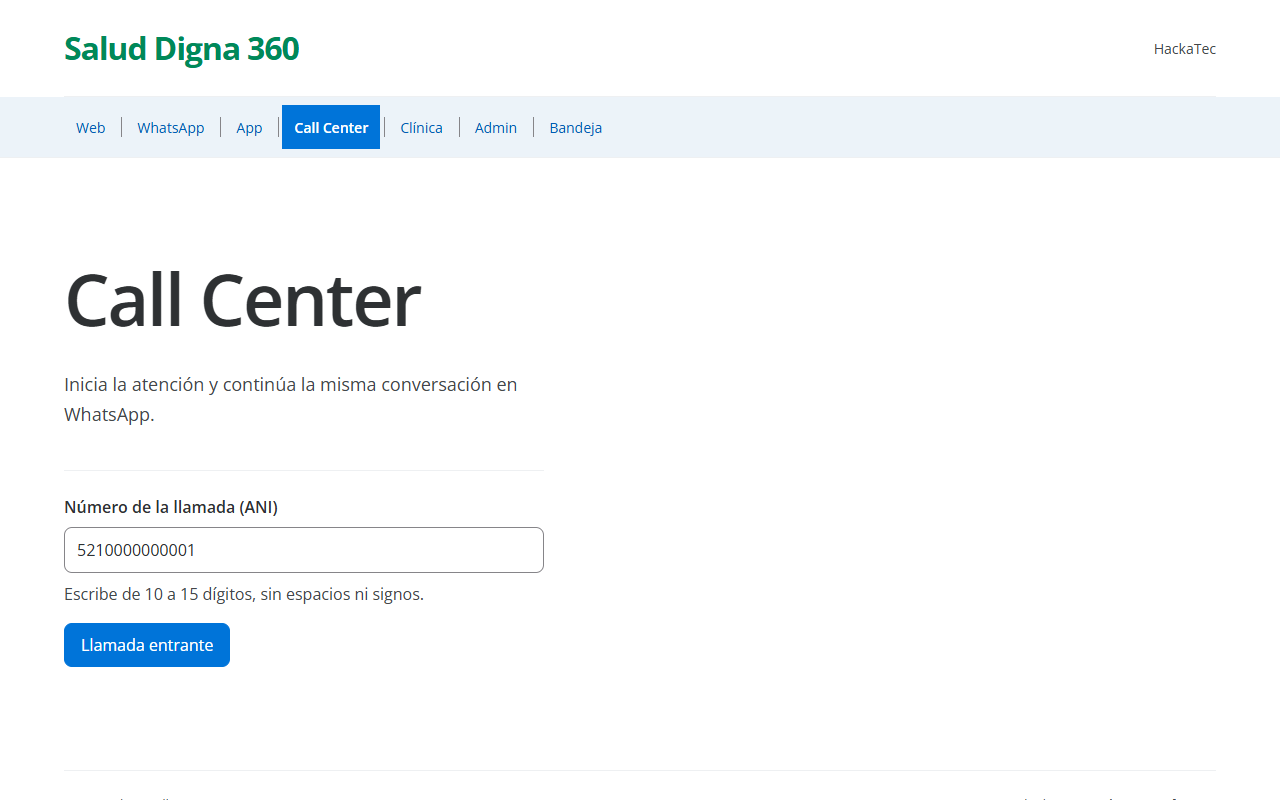 Salud Digna 360
HackaTec
Web
WhatsApp
App
Call Center
Clínica
Admin
Bandeja
Call Center
Inicia la atención y continúa la misma conversación en
WhatsApp.
Número de la llamada (ANI)
5210000000001
Escribe de 10 a 15 dígitos, sin espacios ni signos.
Llamada entrante